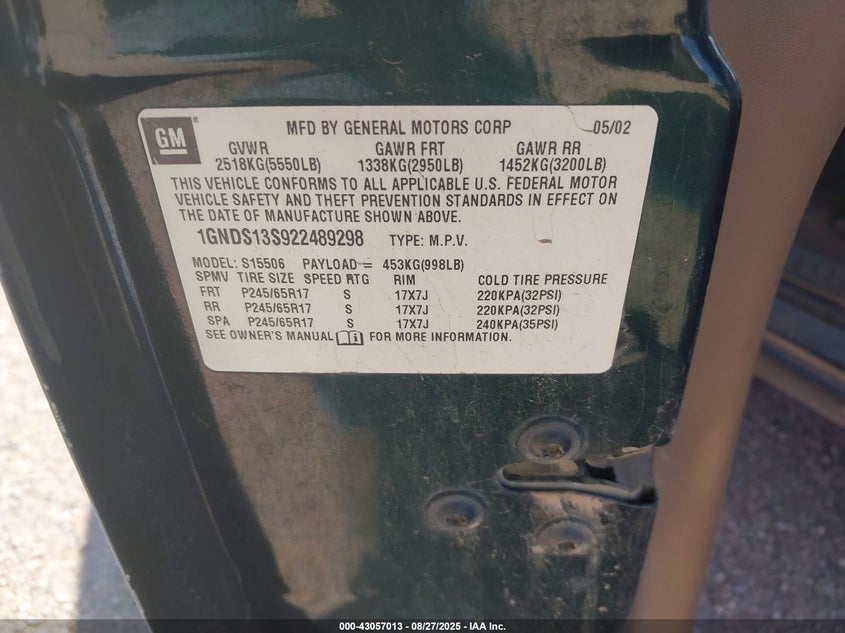 GM
MFD BY GENERAL MOTORS CORP 05/02
GVWR GAWR FRT GAWR RR
2518KG(5550LB) 1338KG(2950LB) 1452KG(3200LB)
THIS VEHICLE CONFORMS TO ALL APPLICABLE U.S. FEDERAL MOTOR
VEHICLE SAFETY AND THEFT PREVENTION STANDARDS IN EFFECT ON
THE DATE OF MANUFACTURE SHOWN ABOVE.
1GNDS13S922489298 TYPE: M.P.V.
MODEL: S15506 PAYLOAD = 453KG(998LB)
SPMV TIRE SIZE SPEED RTG RIM COLD TIRE PRESSURE
FRT P245/65R17 S 17X7J 220KPA(32PSI)
RR P245/65R17 S 17X7J 220KPA(32PSI)
SPA P245/65R17 S 17X7J 240KPA(35PSI)
SEE OWNER'S MANUAL FOR MORE INFORMATION.
000-43057013 - 08/27/2025 - IAA Inc.